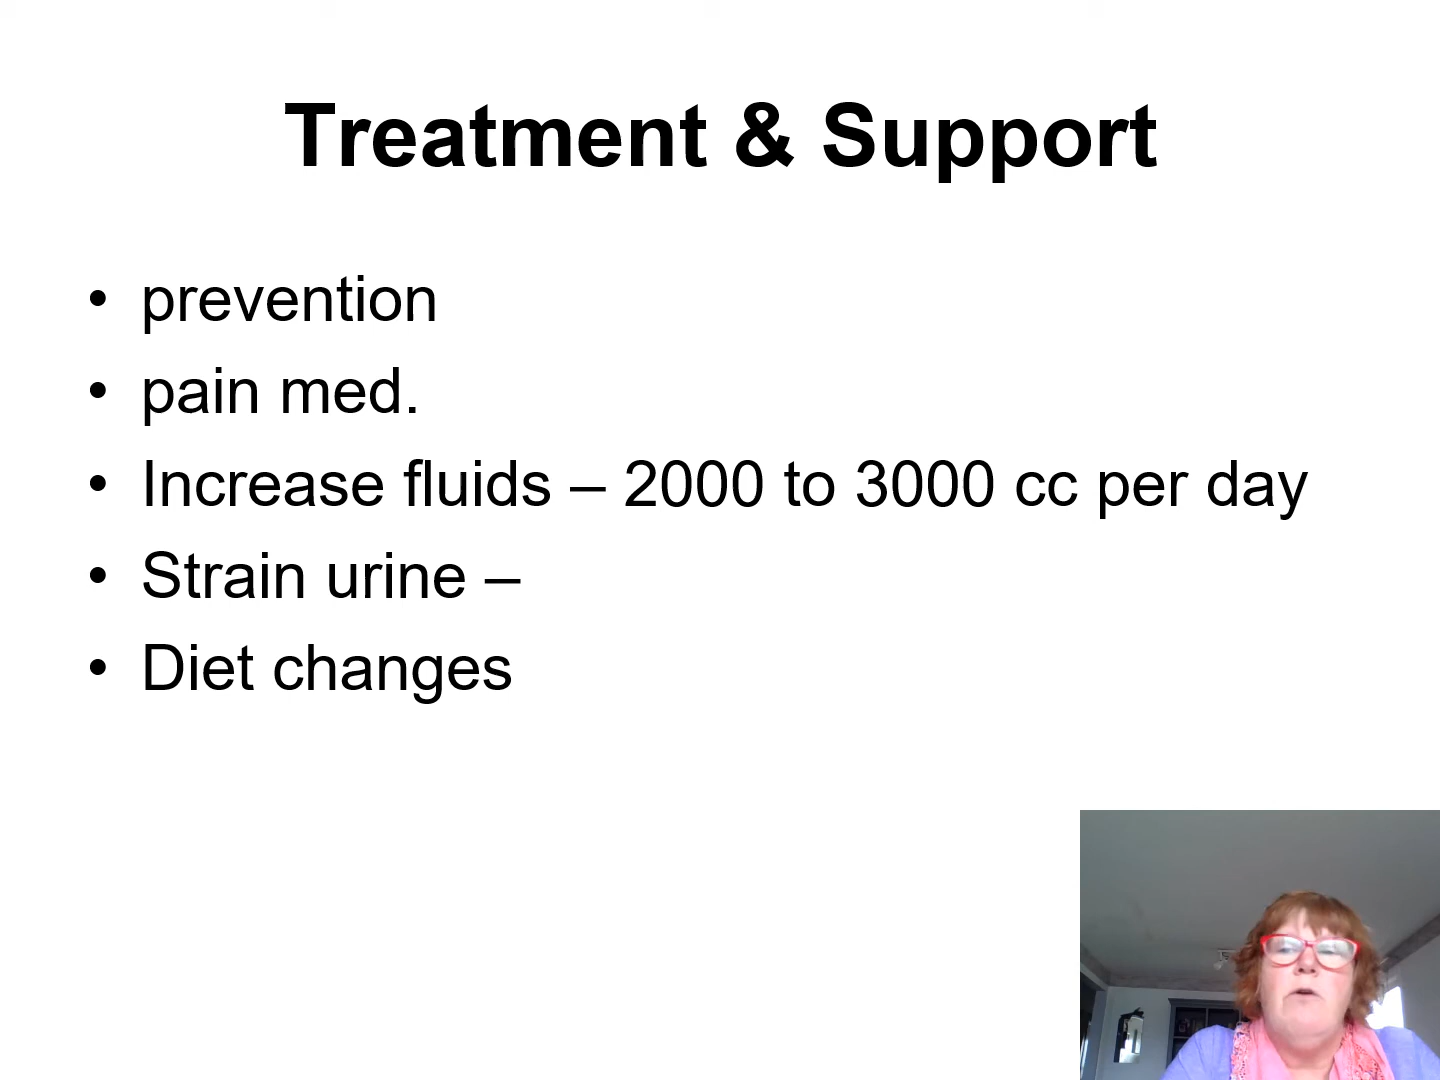 Treatment & Support
• prevention
• pain med.
• Increase fluids – 2000 to 3000 cc per day
• Strain urine –
• Diet changes